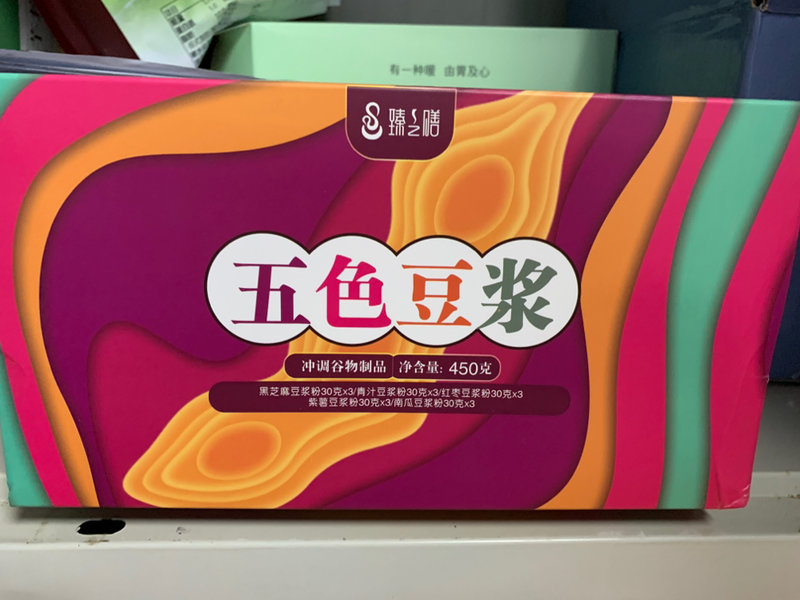 有一种暖 由胃及心
臻之膳
五色豆浆
冲调谷物制品 净含量: 450克
黑芝麻豆浆粉30克x3/青汁豆浆粉30克x3/红枣豆浆粉30克x3
紫薯豆浆粉30克x3/南瓜豆浆粉30克x3